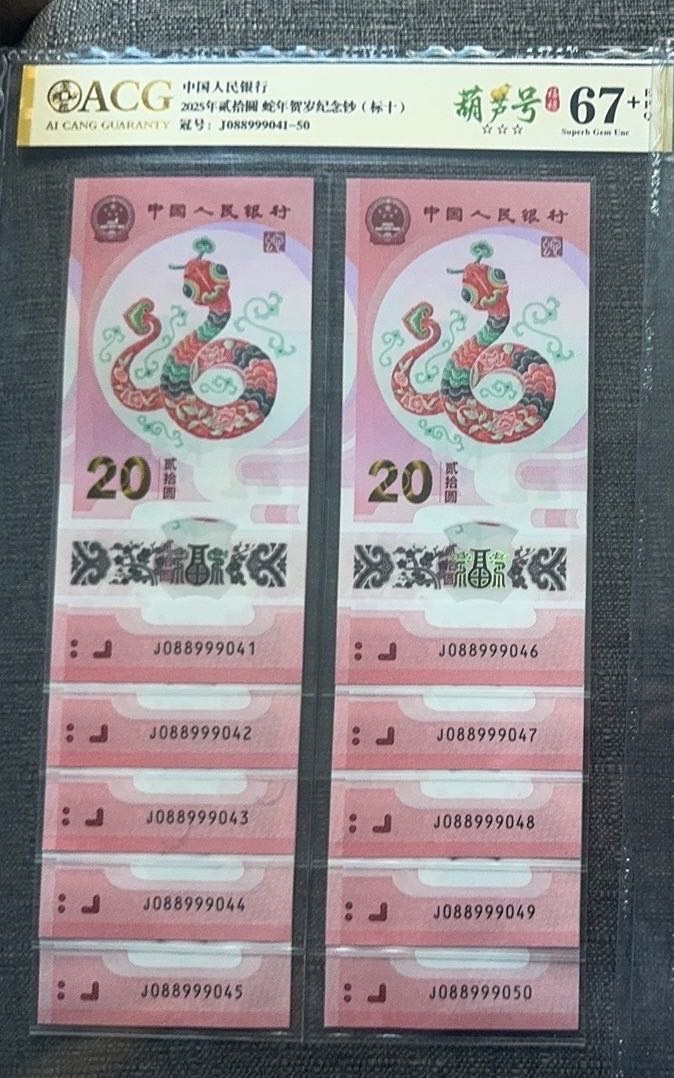 ACG
AI CANG GUARANTY
中国人民银行
2025年贰拾圆 蛇年贺岁纪念钞（标十）
冠号：J088999041-50
葫芦号
☆☆☆
67+
EPQ
Superb Gem Unc
中国人民银行
20
贰拾圆
J088999041
J088999042
J088999043
J088999044
J088999045
中国人民银行
20
贰拾圆
J088999046
J088999047
J088999048
J088999049
J088999050